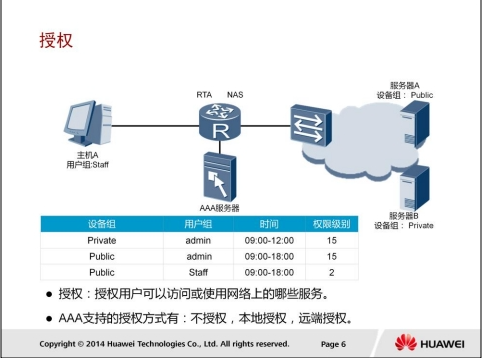 授权
RTA NAS
服务器A
设备组： Public
R
主机A
用户组:Staff
AAA服务器
服务器B
设备组： Private
设备组 用户组 时间 权限级别
Private admin 09:00-12:00 15
Public admin 09:00-18:00 15
Public Staff 09:00-18:00 2
● 授权：授权用户可以访问或使用网络上的哪些服务。
● AAA支持的授权方式有：不授权，本地授权，远端授权。
Copyright © 2014 Huawei Technologies Co., Ltd. All rights reserved. Page 6 HUAWEI